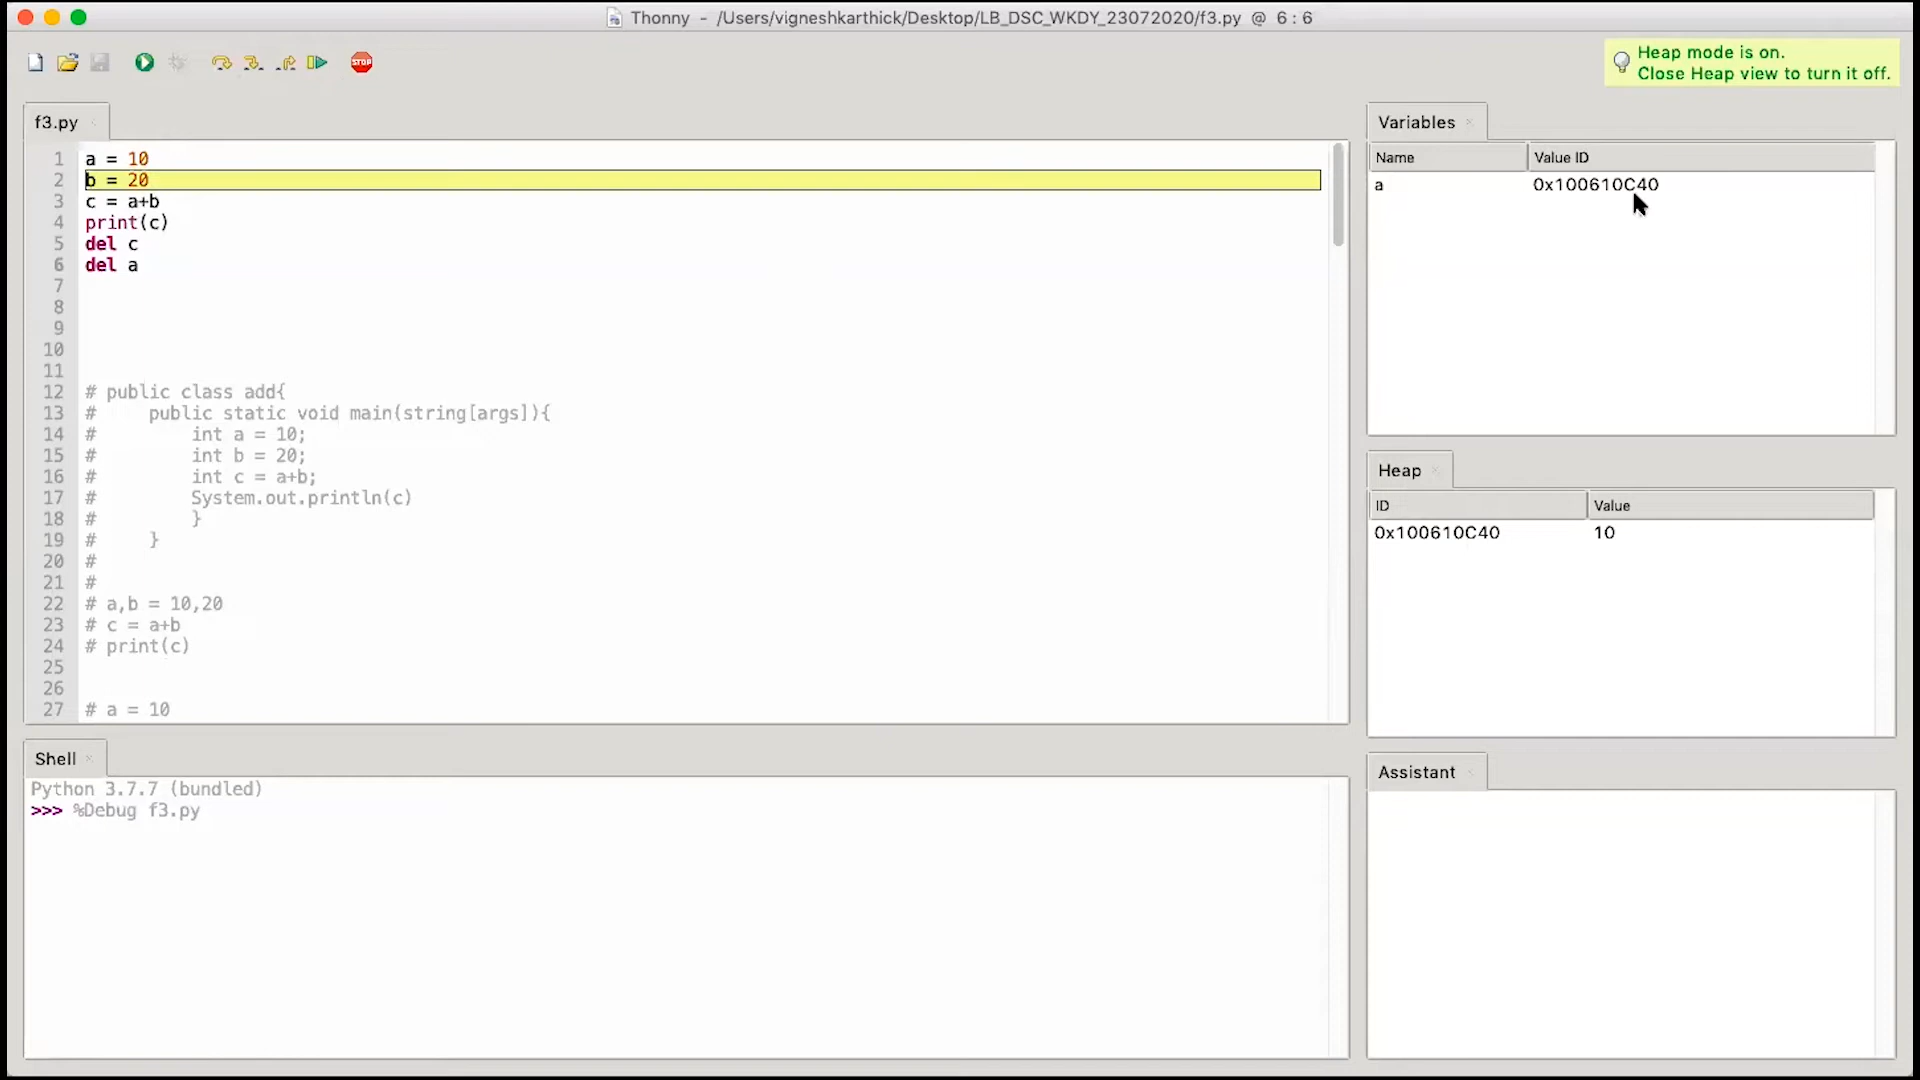 Thonny - /Users/vigneshkarthick/Desktop/LB_DSC_WKDY_23072020/f3.py @ 6 : 6
STOP
Heap mode is on.
Close Heap view to turn it off.
f3.py
1 a = 10
2 b = 20
3 c = a+b
4 print(c)
5 del c
6 del a
7
8
9
10
11
12 # public class add{
13 #     public static void main(string[args]){
14 #         int a = 10;
15 #         int b = 20;
16 #         int c = a+b;
17 #         System.out.println(c)
18 #         }
19 #     }
20 #
21 #
22 # a,b = 10,20
23 # c = a+b
24 # print(c)
25
26
27 # a = 10
Variables
Name Value ID
a 0x100610C40
Heap
ID Value
0x100610C40 10
Shell
Python 3.7.7 (bundled)
>>> %Debug f3.py
Assistant